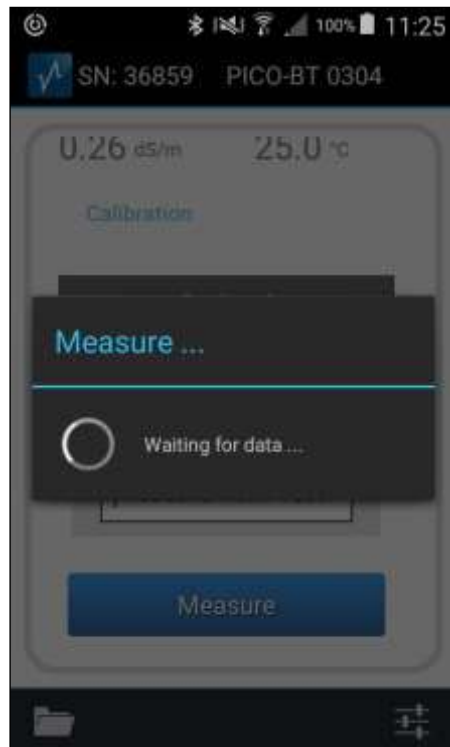 100% 11:25
SN: 36859 PICO-BT 0304
0.26 dS/m 25.0 °C
Calibration
Measure ...
Waiting for data ...
Measure